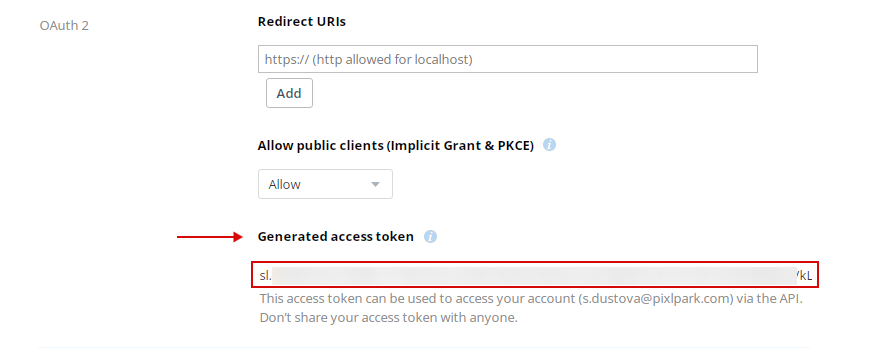 OAuth 2
Redirect URIs
https:// (http allowed for localhost)
Add
Allow public clients (Implicit Grant & PKCE) i
Allow
Generated access token i
sl. /kL
This access token can be used to access your account (s.dustova@pixlpark.com) via the API.
Don't share your access token with anyone.